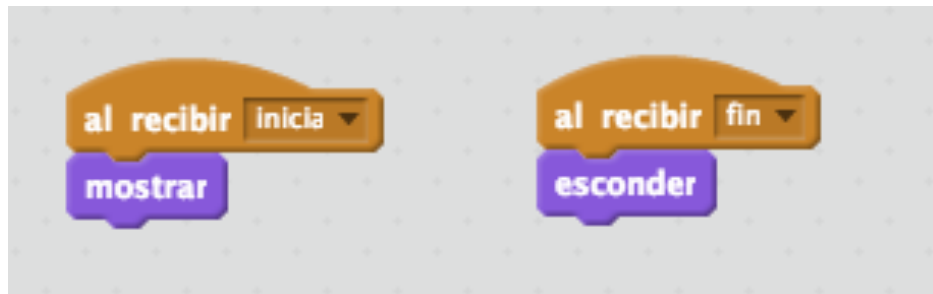 al recibir inicia
mostrar
al recibir fin
esconder